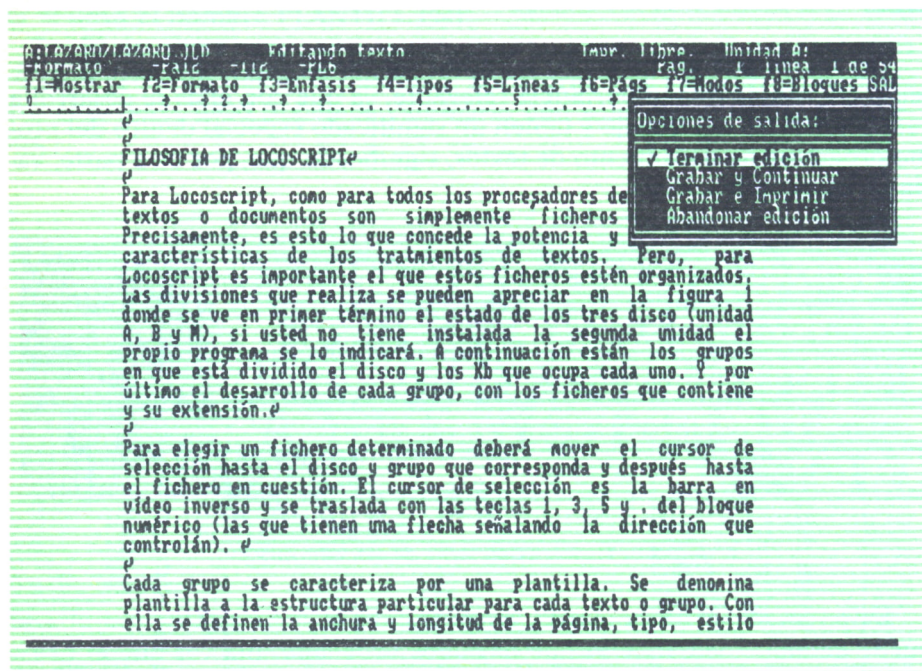 A:LAZARO/LAZARO.JLD Editando texto Impr. libre. Unidad A:
-Formato -Pa12 -LP6 Pág. 1 línea 1 de 54
f1=Mostrar f2=Formato f3=Enfasis f4=Tipos f5=Líneas f6=Págs f7=Modos f8=Bloques SAL
Opciones de salida:
✓ Terminar edición
Grabar y Continuar
Grabar e Imprimir
Abandonar edición
FILOSOFIA DE LOCOSCRIPT
Para Locoscript, como para todos los procesadores de
textos o documentos son simplemente ficheros
Precisamente, es esto lo que concede la potencia y
características de los tratmientos de textos. Pero, para
Locoscript es importante el que estos ficheros estén organizados.
Las divisiones que realiza se pueden apreciar en la figura 1
donde se ve en primer término el estado de los tres disco (unidad
A, B y M), si usted no tiene instalada la segunda unidad el
propio programa se lo indicará. A continuación están los grupos
en que está dividido el disco y los Kb que ocupa cada uno. Y por
último el desarrollo de cada grupo, con los ficheros que contiene
y su extensión.
Para elegir un fichero determinado deberá mover el cursor de
selección hasta el disco y grupo que corresponda y después hasta
el fichero en cuestión. El cursor de selección es la barra en
vídeo inverso y se traslada con las teclas 1, 3, 5 y . del bloque
numérico (las que tienen una flecha señalando la dirección que
controlán).
Cada grupo se caracteriza por una plantilla. Se denomina
plantilla a la estructura particular para cada texto o grupo. Con
ella se definen la anchura y longitud de la página, tipo, estilo